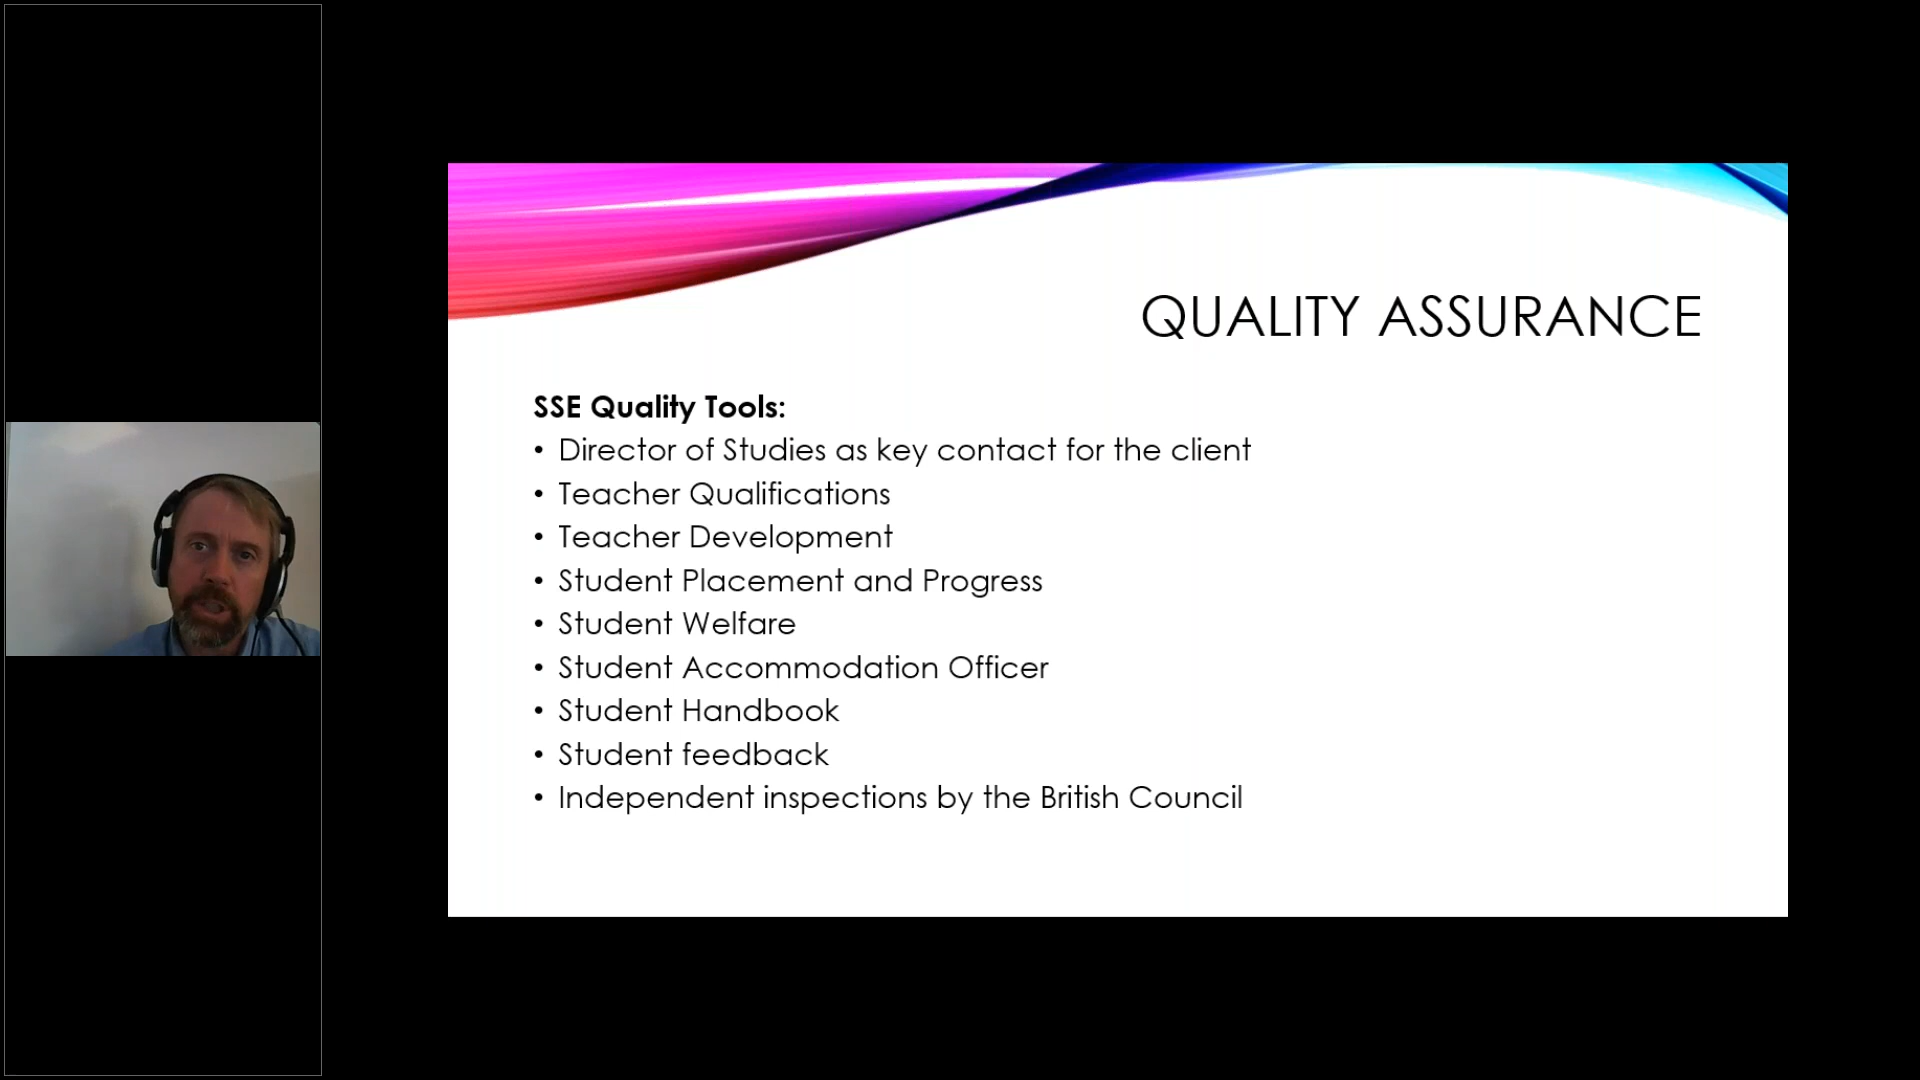 QUALITY ASSURANCE
SSE Quality Tools:
• Director of Studies as key contact for the client
• Teacher Qualifications
• Teacher Development
• Student Placement and Progress
• Student Welfare
• Student Accommodation Officer
• Student Handbook
• Student feedback
• Independent inspections by the British Council